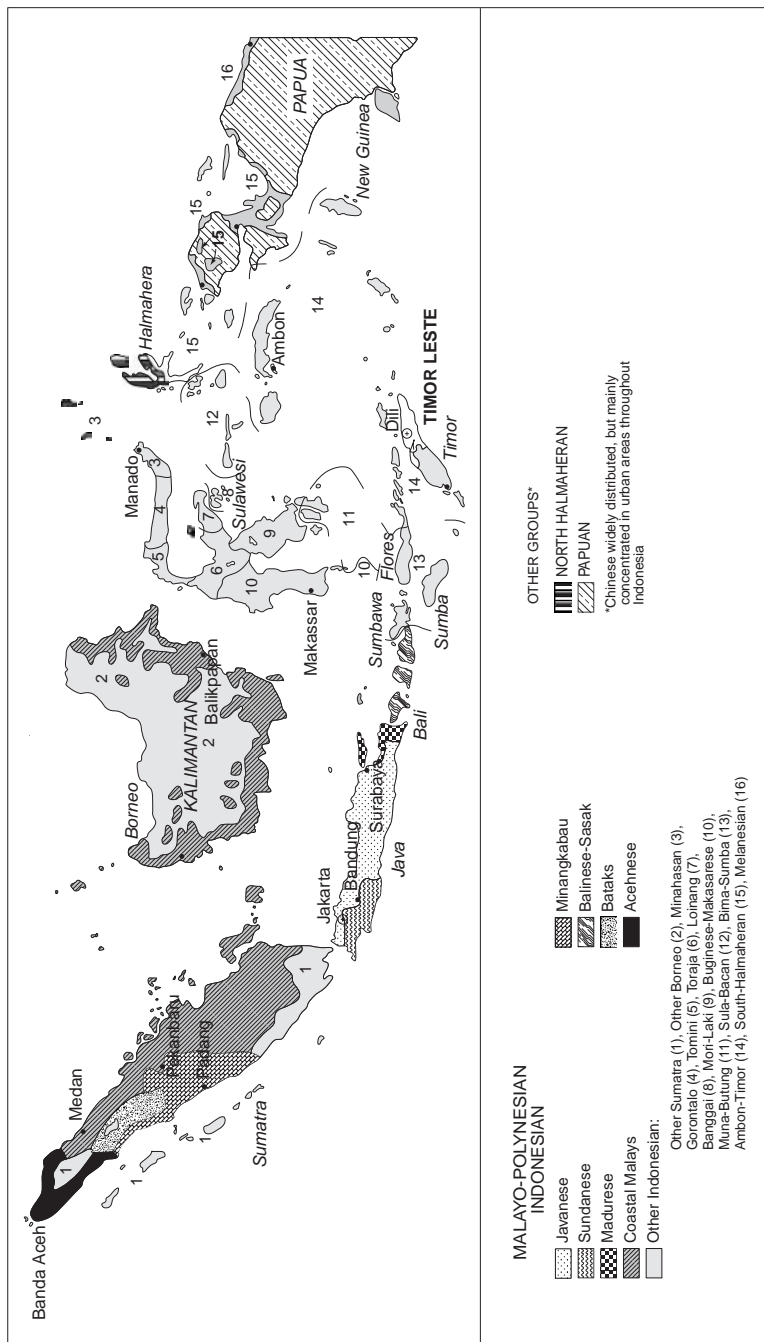 Banda Aceh
Medan
Pekanbaru
Padang
Sumatra
1
1
1
1
Jakarta
Bandung
Surabaya
Java
Bali
Borneo
KALIMANTAN
2
2
Balikpapan
Manado
3
3
4
5
6
7
8
Sulawesi
9
10
10
11
12
Makassar
Sumbawa
Flores
Sumba
13
14
14
Dili
TIMOR LESTE
Timor
Halmahera
15
15
15
15
Ambon
16
PAPUA
New Guinea
MALAYO-POLYNESIAN
INDONESIAN
Javanese
Sundanese
Madurese
Coastal Malays
Other Indonesian:
Minangkabau
Balinese-Sasak
Bataks
Acehnese
Other Sumatra (1), Other Borneo (2), Minahasan (3),
Gorontalo (4), Tomini (5), Toraja (6), Loinang (7),
Banggai (8), Mori-Laki (9), Buginese-Makasarese (10),
Muna-Butung (11), Sula-Bacan (12), Bima-Sumba (13),
Ambon-Timor (14), South-Halmaheran (15), Melanesian (16)
OTHER GROUPS*
NORTH HALMAHERAN
PAPUAN
*Chinese widely distributed, but mainly
concentrated in urban areas throughout
Indonesia